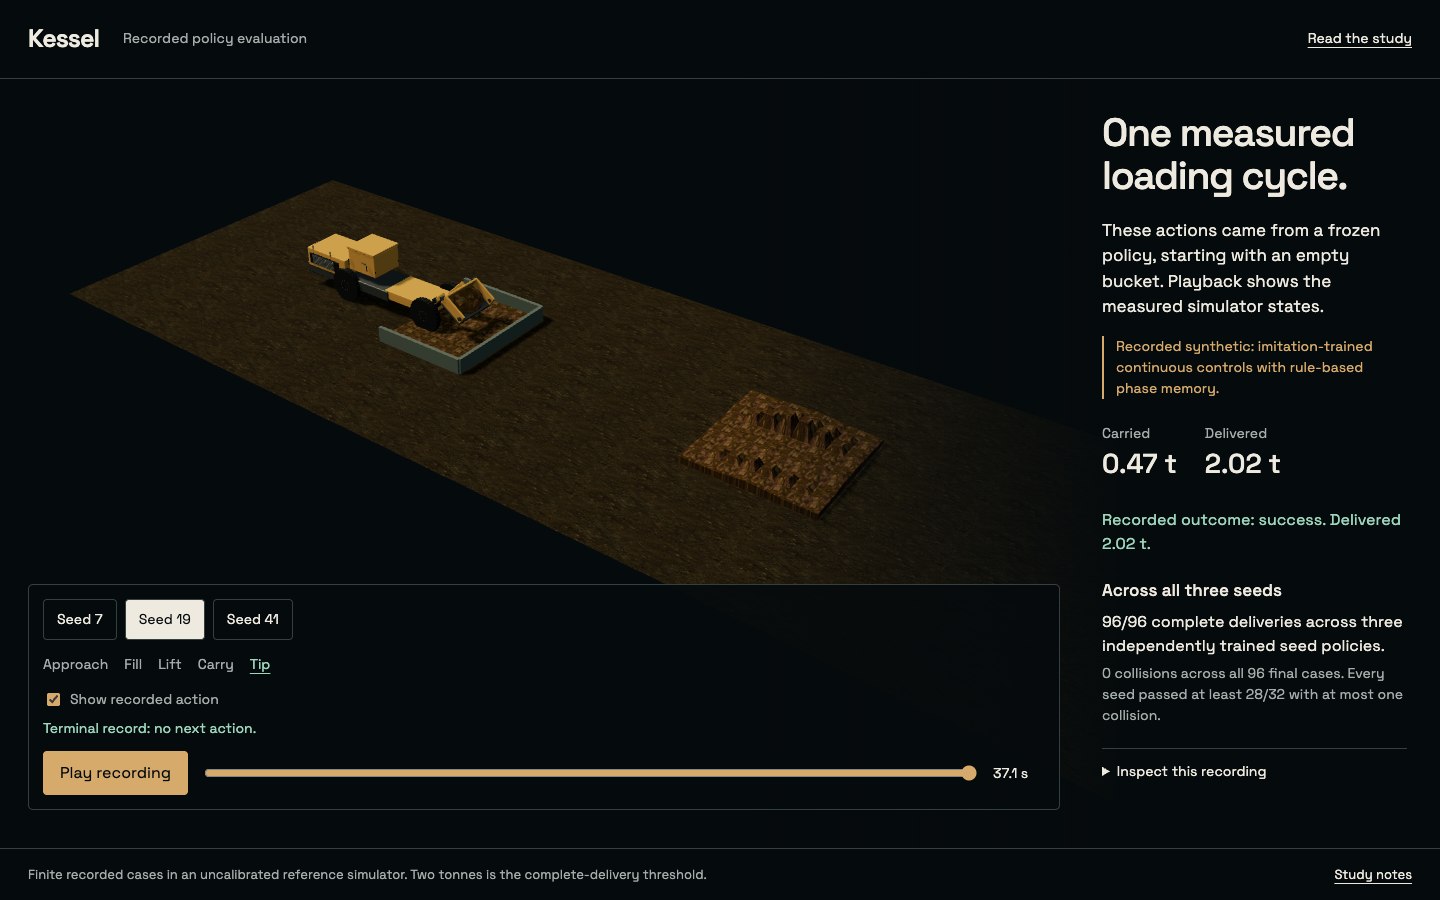 Kessel
Recorded policy evaluation
Read the study
One measured
loading cycle.
These actions came from a frozen
policy, starting with an empty
bucket. Playback shows the
measured simulator states.
Recorded synthetic: imitation-trained
continuous controls with rule-based
phase memory.
Carried Delivered
0.47 t 2.02 t
Recorded outcome: success. Delivered
2.02 t.
Across all three seeds
96/96 complete deliveries across three
independently trained seed policies.
0 collisions across all 96 final cases. Every
seed passed at least 28/32 with at most one
collision.
Inspect this recording
Seed 7 Seed 19 Seed 41
Approach Fill Lift Carry Tip
Show recorded action
Terminal record: no next action.
Play recording 37.1 s
Finite recorded cases in an uncalibrated reference simulator. Two tonnes is the complete-delivery threshold.
Study notes